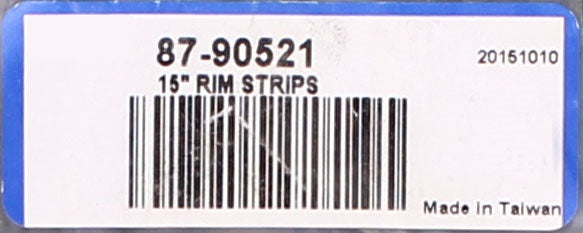 87-90521
20151010
15" RIM STRIPS
Made in Taiwan